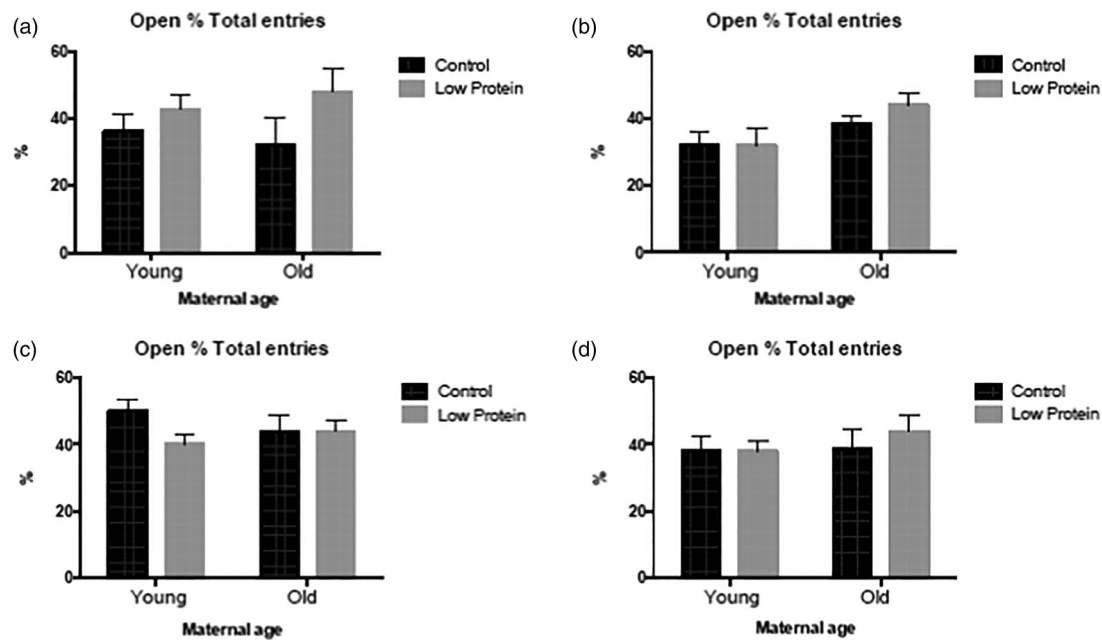 (a)
Open % Total entries
60
40
20
0
%
Control
Low Protein
Young
Old
Maternal age
(b)
Open % Total entries
60
40
20
0
%
Control
Low Protein
Young
Old
Maternal age
(c)
Open % Total entries
60
40
20
0
%
Control
Low Protein
Young
Old
Maternal age
(d)
Open % Total entries
60
40
20
0
%
Control
Low Protein
Young
Old
Maternal age